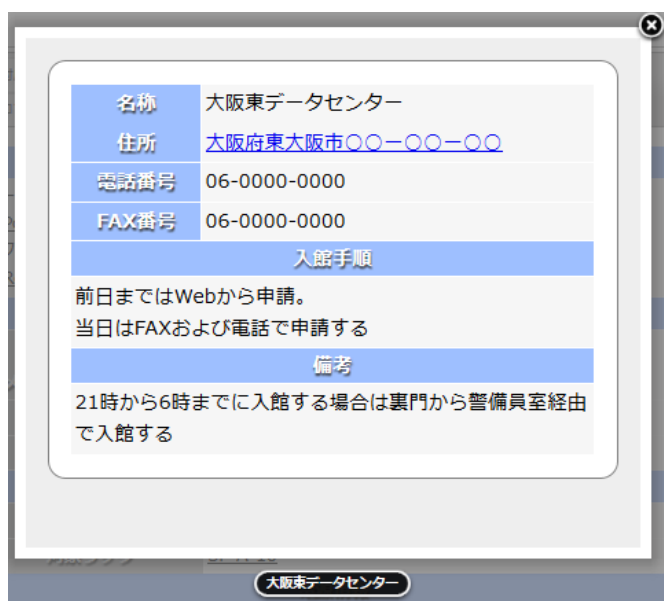 名称 大阪東データセンター
住所 大阪府東大阪市○○ー○○ー○○
電話番号 06-0000-0000
FAX番号 06-0000-0000
入館手順
前日まではWebから申請。
当日はFAXおよび電話で申請する
備考
21時から6時までに入館する場合は裏門から警備員室経由
で入館する
大阪東データセンター